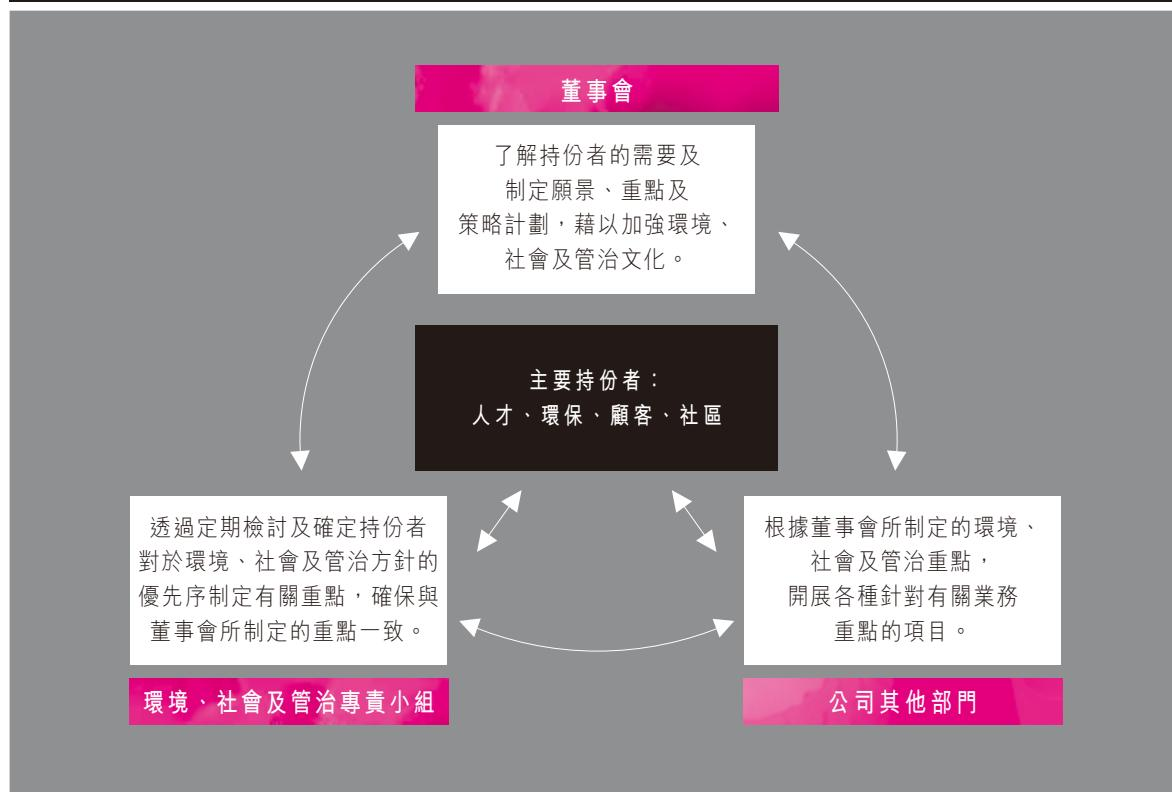 董事會
了解持份者的需要及
制定願景、重點及
策略計劃，藉以加強環境、
社會及管治文化。
主要持份者：
人才、環保、顧客、社區
透過定期檢討及確定持份者
對於環境、社會及管治方針的
優先序制定有關重點，確保與
董事會所制定的重點一致。
環境、社會及管治專責小組
根據董事會所制定的環境、
社會及管治重點，
開展各種針對有關業務
重點的項目。
公司其他部門